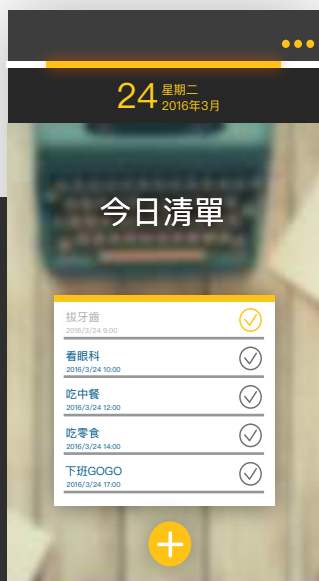 24
星期二
2016年3月
今日清單
拔牙齒
2016/3/24 9:00
看眼科
2016/3/24 10:00
吃中餐
2016/3/24 12:00
吃零食
2016/3/24 14:00
下班GOGO
2016/3/24 17:00